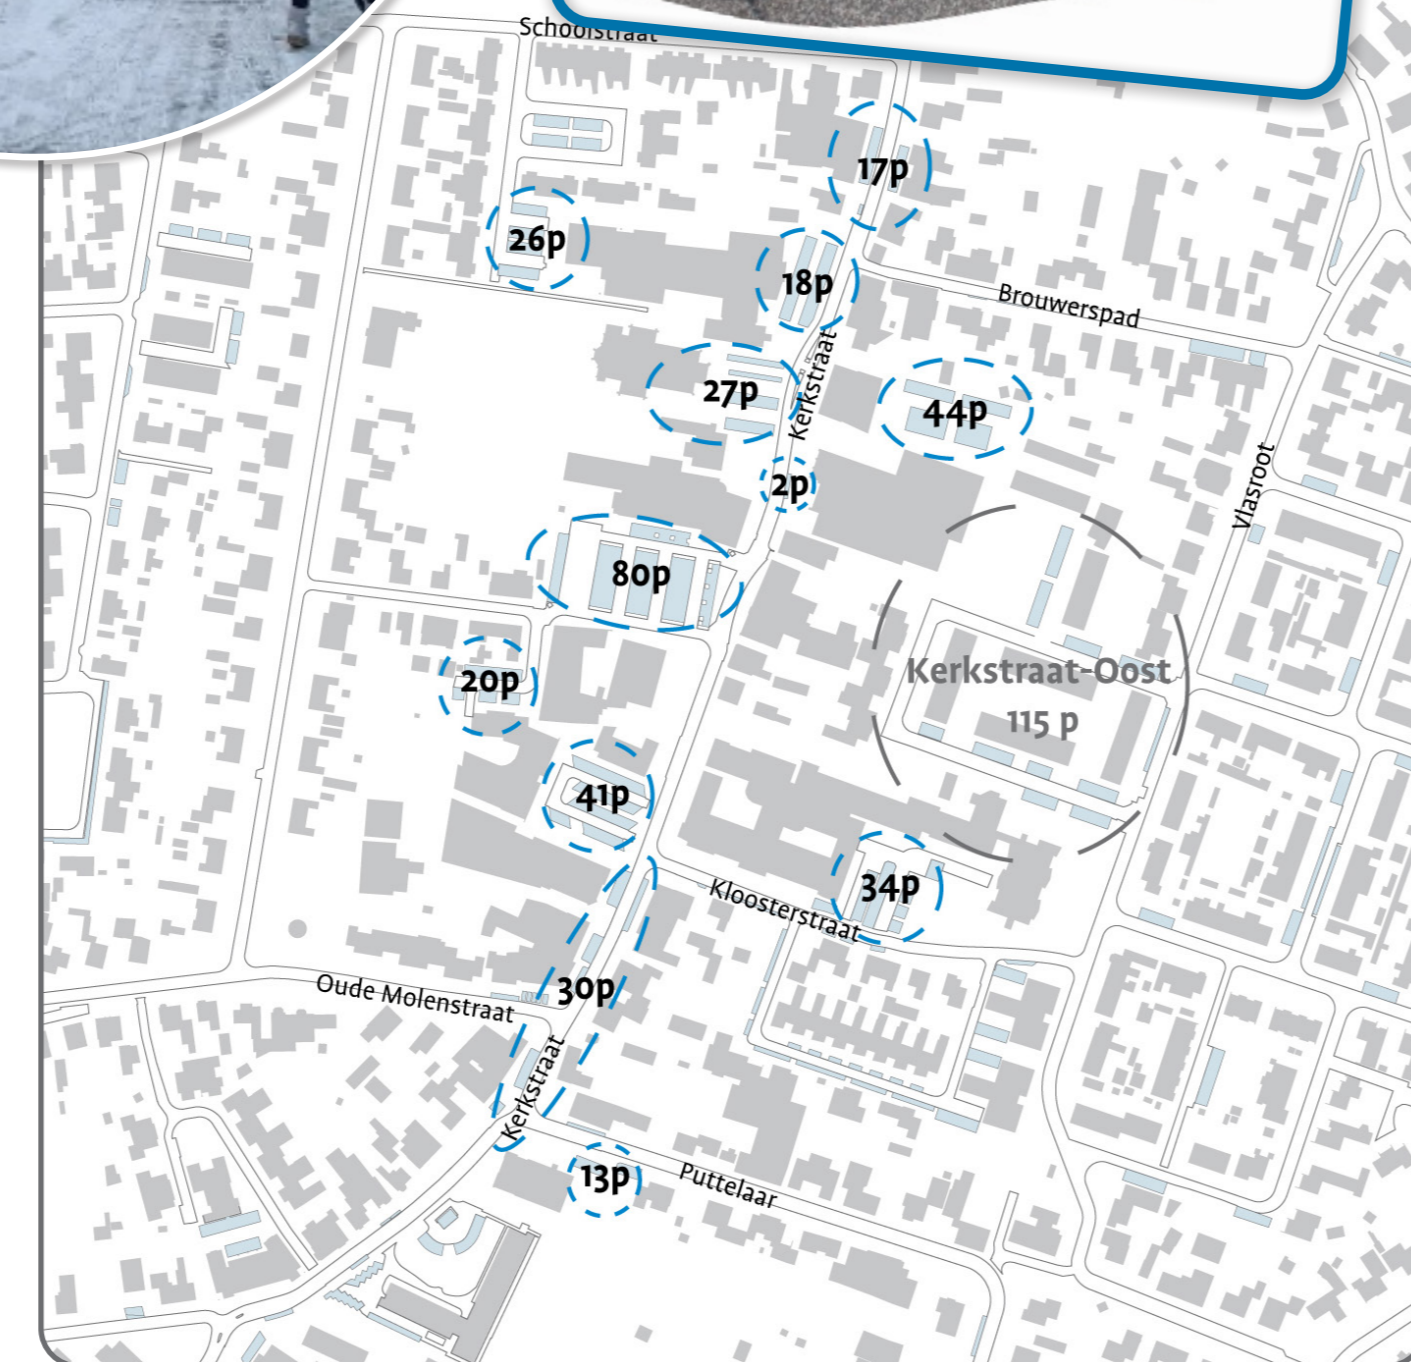 Schoolstraat
17p
26p
18p
Brouwerspad
Kerkstraat
27p
44p
2p
Vlasroot
80p
Kerkstraat-Oost
115 p
20p
41p
34p
Kloosterstraat
30p
Oude Molenstraat
Kerkstraat
13p
Puttelaar